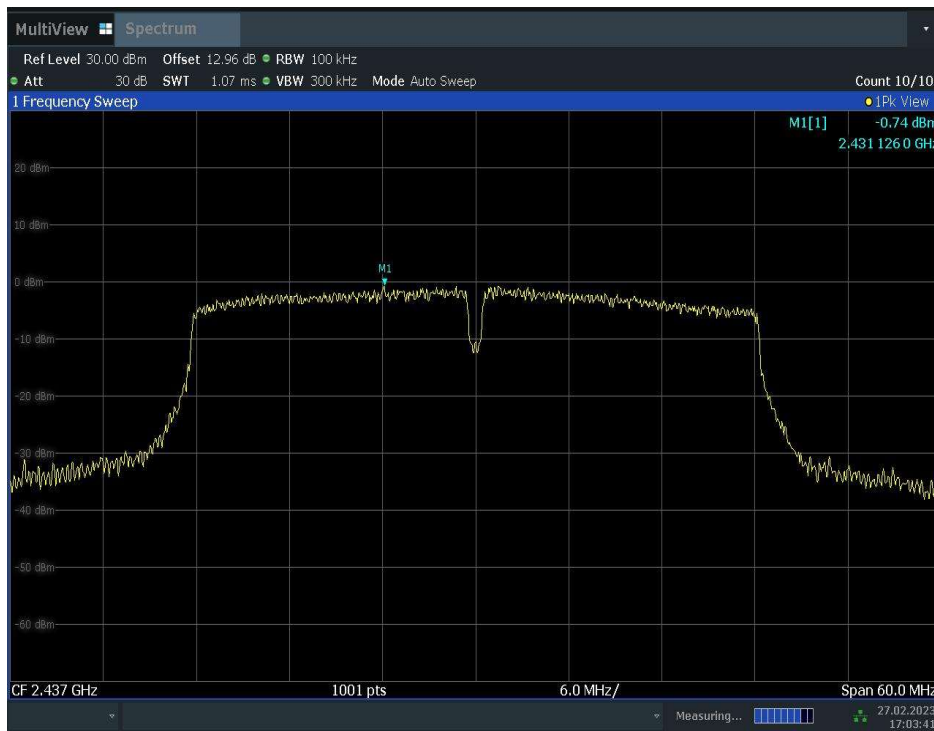 MultiView Spectrum
Ref Level 30.00 dBm Offset 12.96 dB RBW 100 kHz
Att 30 dB SWT 1.07 ms VBW 300 kHz Mode Auto Sweep Count 10/10
1 Frequency Sweep 1Pk View
M1[1] -0.74 dBm
2.431 126 0 GHz
20 dBm
10 dBm
M1
0 dBm
-10 dBm
-20 dBm
-30 dBm
-40 dBm
-50 dBm
-60 dBm
CF 2.437 GHz 1001 pts 6.0 MHz/ Span 60.0 MHz
Measuring... 27.02.2023
17:03:41